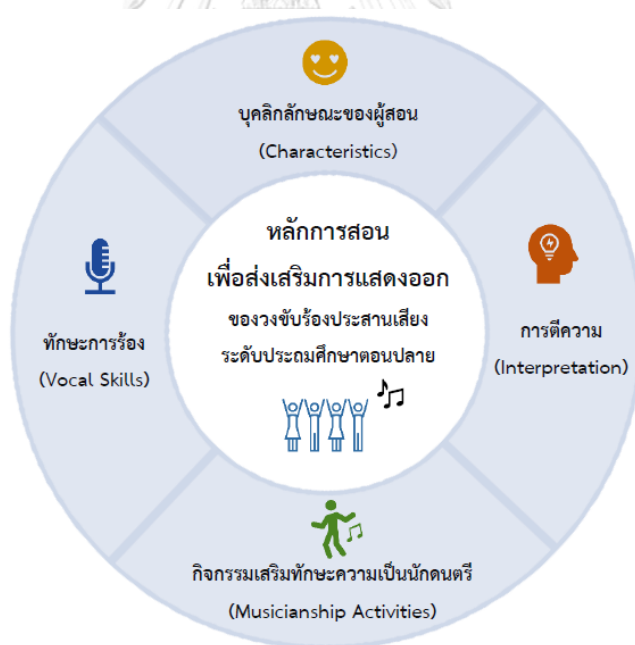 บุคลิกลักษณะของผู้สอน
(Characteristics)
หลักการสอน
เพื่อส่งเสริมการแสดงออก
ของวงขับร้องประสานเสียง
ระดับประถมศึกษาตอนปลาย
ทักษะการร้อง
(Vocal Skills)
การตีความ
(Interpretation)
กิจกรรมเสริมทักษะความเป็นนักดนตรี
(Musicianship Activities)